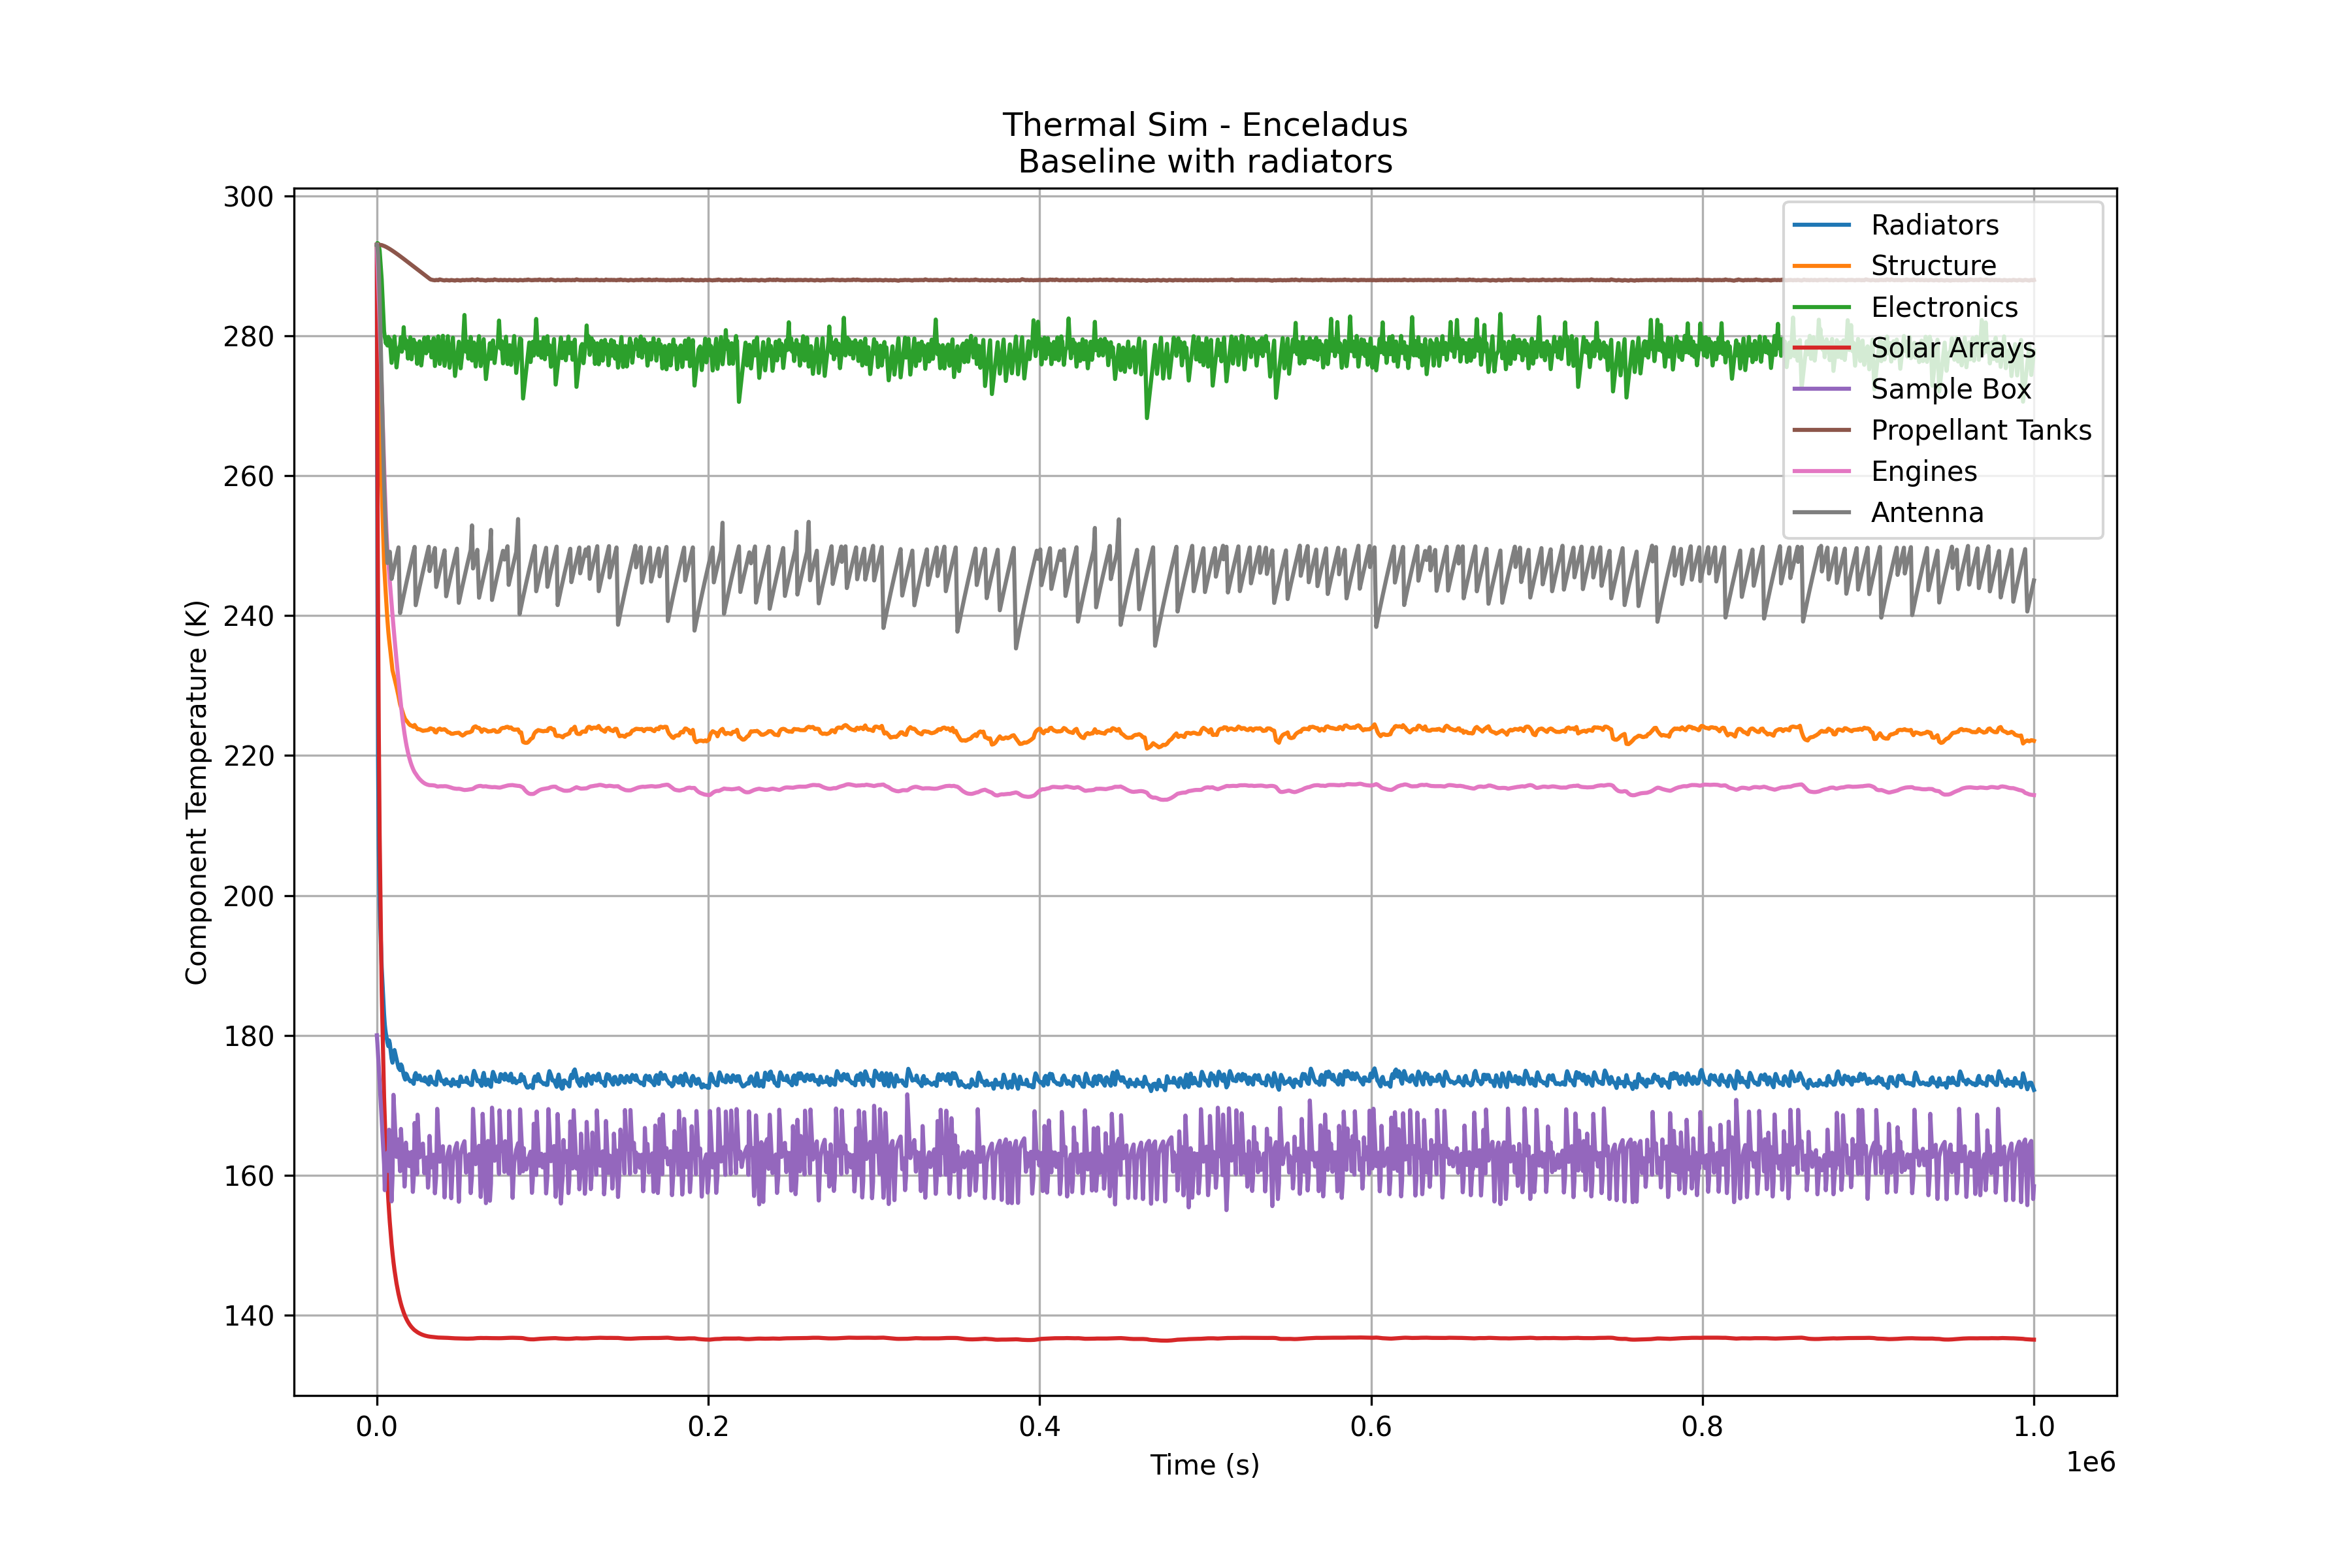 Thermal Sim - Enceladus
Baseline with radiators
Component Temperature (K)
300
280
260
240
220
200
180
160
140
Radiators
Structure
Electronics
Solar Arrays
Sample Box
Propellant Tanks
Engines
Antenna
0.0 0.2 0.4 0.6 0.8 1.0
1e6
Time (s)